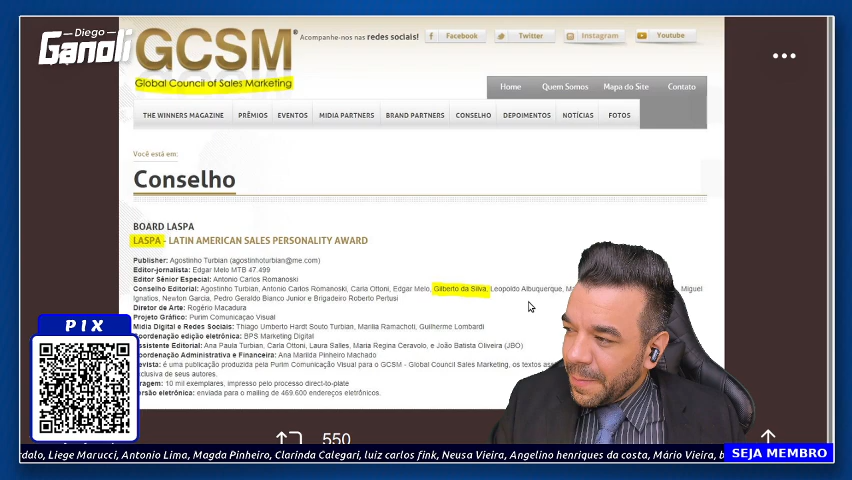 Diego
Ganoli
GCSM
Global Council of Sales Marketing
Acompanhe-nos nas redes sociais!
Facebook
Twitter
Instagram
Youtube
Home
Quem Somos
Mapa do Site
Contato
THE WINNERS MAGAZINE
PRÊMIOS
EVENTOS
MIDIA PARTNERS
BRAND PARTNERS
CONSELHO
DEPOIMENTOS
NOTÍCIAS
FOTOS
Você está em:
Conselho
BOARD LASPA
LASPA - LATIN AMERICAN SALES PERSONALITY AWARD
Publisher: Agostinho Turbian (agostinhoturbian@me.com)
Editor-jornalista: Edgar Melo MTB 47.499
Editor Sênior Especial: Antonio Carlos Romanoski
Conselho Editorial: Agostinho Turbian, Antonio Carlos Romanoski, Carla Ottoni, Edgar Melo, Gilberto da Silva, Leopoldo Albuquerque, Miguel
Ignatios, Newton Garcia, Pedro Geraldo Bianco Junior e Brigadeiro Roberto Pertusi
Diretor de Arte: Rogério Macadura
Projeto Gráfico: Purim Comunicação Visual
Mídia Digital e Redes Sociais: Thiago Umberto Hardt Souto Turbian, Marilia Ramachoti, Guilherme Lombardi
oordenação edição eletrônica: BPS Marketing Digital
ssistente Editorial: Ana Paula Turbian, Carla Ottoni, Laura Salles, Maria Regina Ceravolo, e João Batista Oliveira (JBO)
oordenação Administrativa e Financeira: Ana Marilda Pinheiro Machado
evista: é uma publicação produzida pela Purim Comunicação Visual para o GCSM - Global Council Sales Marketing, os textos
xclusiva de seus autores.
ragem: 10 mil exemplares, impresso pelo processo direct-to-plate
ersão eletrônica: enviada para o mailing de 469.600 endereços eletrônicos.
PIX
550
rdalo, Liege Marucci, Antonio Lima, Magda Pinheiro, Clarinda Calegari, luiz carlos fink, Neusa Vieira, Angelino henriques da costa, Mário Vieira, b
SEJA MEMBRO